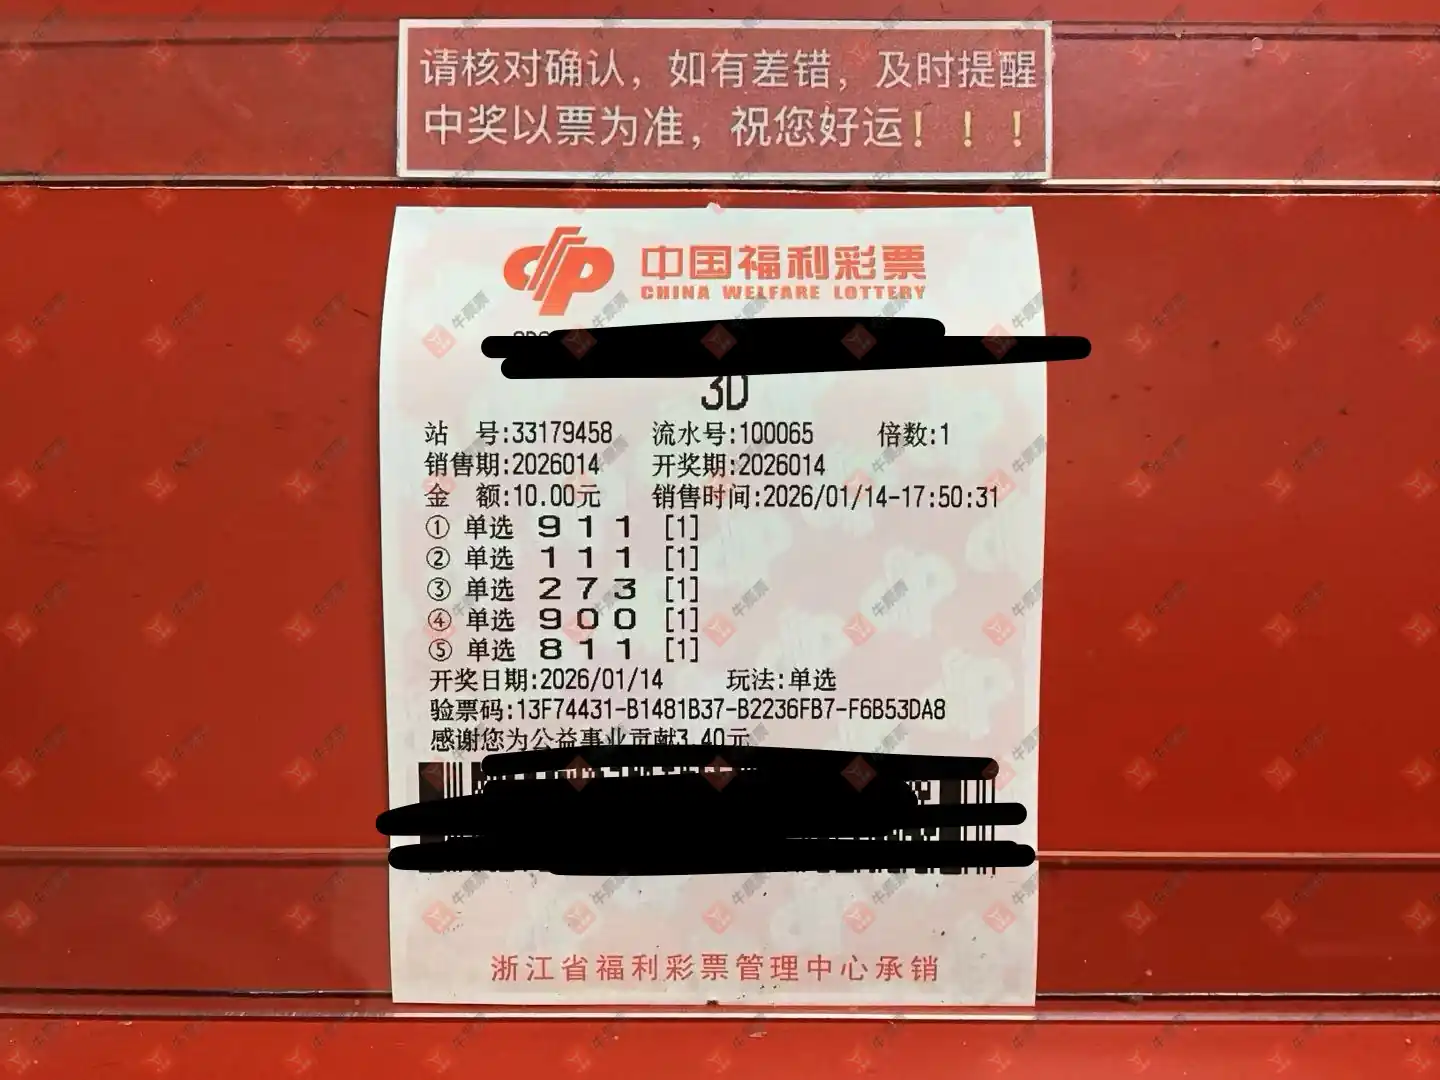 请核对确认，如有差错，及时提醒
中奖以票为准，祝您好运！！！
中国福利彩票
CHINA WELFARE LOTTERY
3D
站 号:33179458 流水号:100065 倍数:1
销售期:2026014 开奖期:2026014
金 额:10.00元 销售时间:2026/01/14-17:50:31
① 单选 9 1 1 [1]
② 单选 1 1 1 [1]
③ 单选 2 7 3 [1]
④ 单选 9 0 0 [1]
⑤ 单选 8 1 1 [1]
开奖日期:2026/01/14 玩法:单选
验票码:13F74431-B1481B37-B2236FB7-F6B53DA8
感谢您为公益事业贡献3.40元
浙江省福利彩票管理中心承销
牛票票